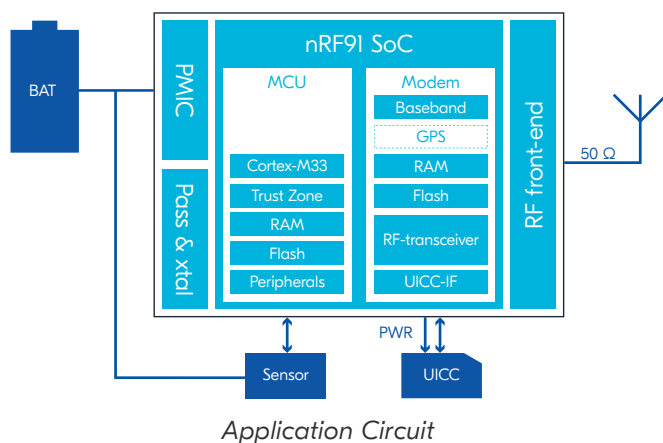 BAT
PMIC
Pass & xtal
nRF91 SoC
MCU
Cortex-M33
Trust Zone
RAM
Flash
Peripherals
Modem
Baseband
GPS
RAM
Flash
RF-transceiver
UICC-IF
RF front-end
50 Ω
PWR
Sensor
UICC
Application Circuit